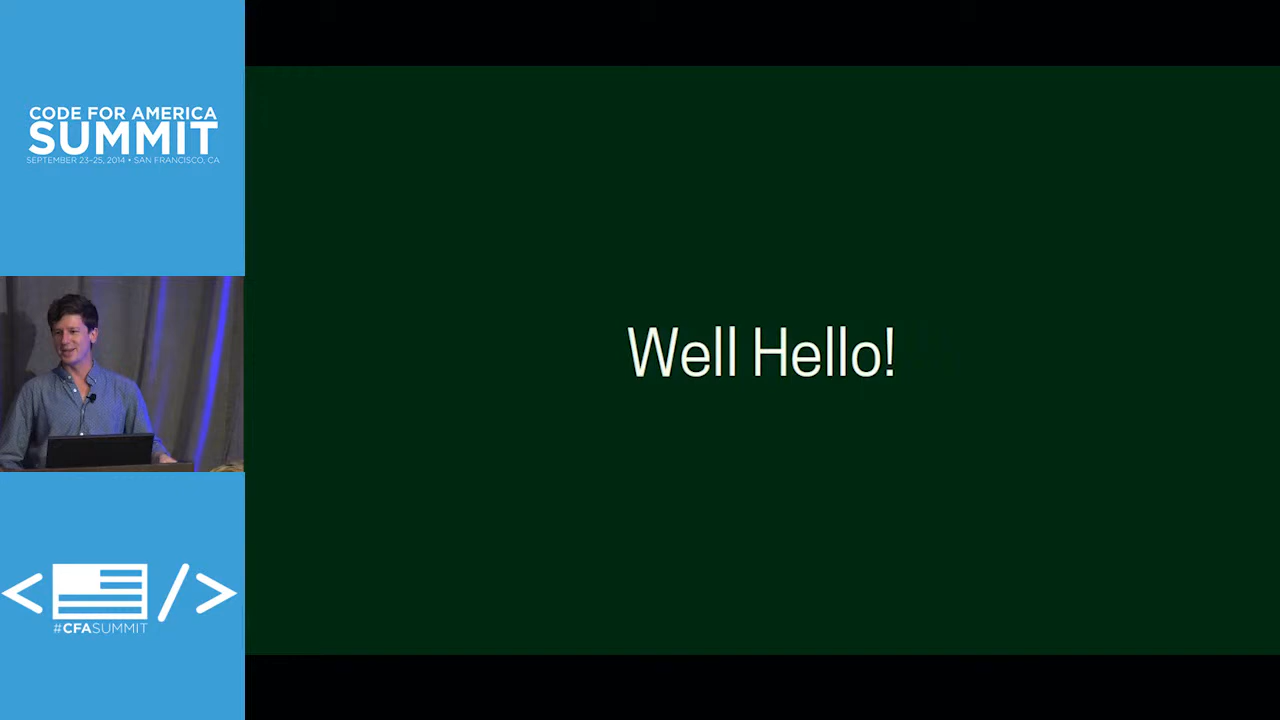 CODE FOR AMERICA
SUMMIT
SEPTEMBER 23-25, 2014 • SAN FRANCISCO, CA
Well Hello!
#CFASUMMIT